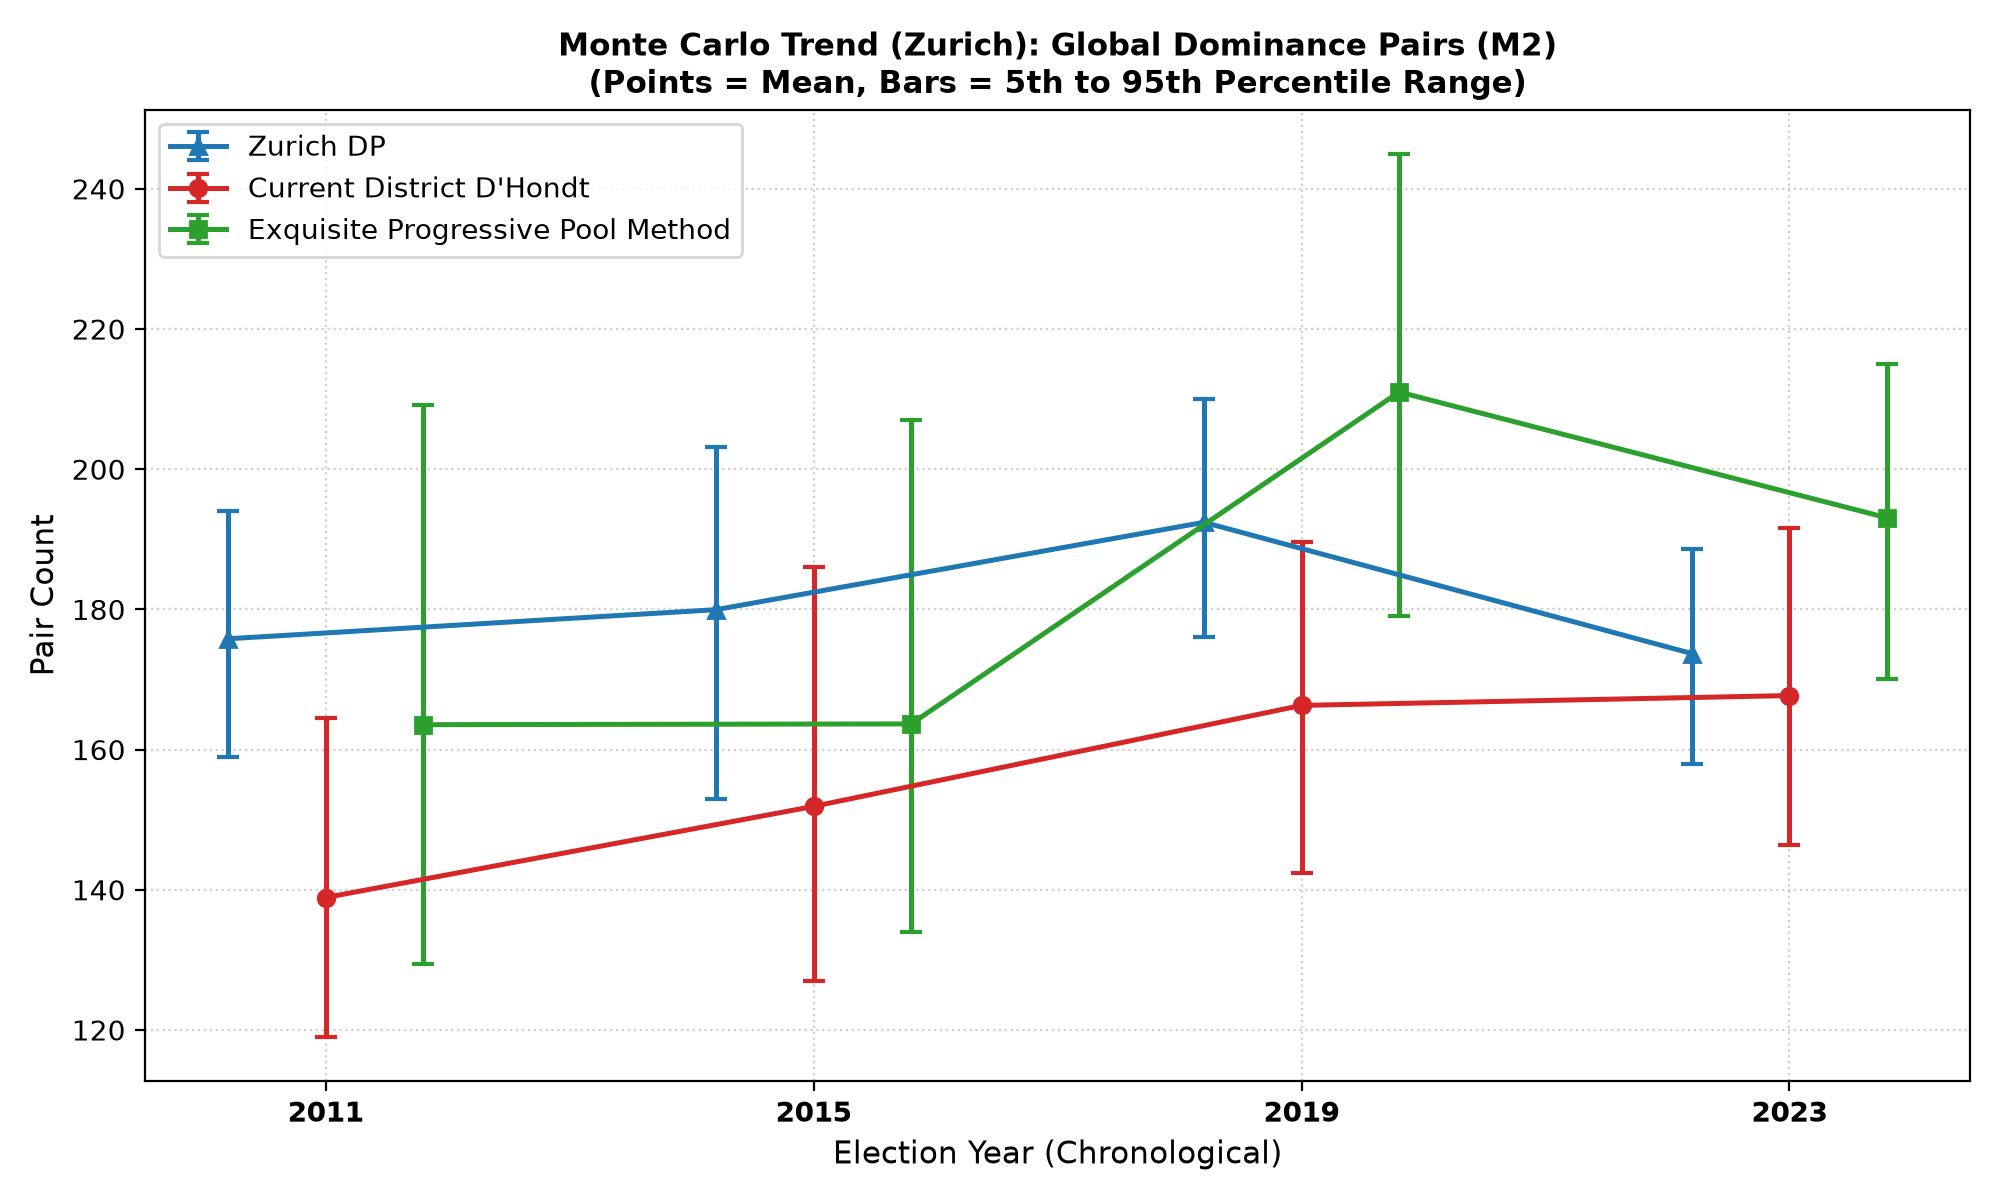 Monte Carlo Trend (Zurich): Global Dominance Pairs (M2)
(Points = Mean, Bars = 5th to 95th Percentile Range)
Zurich DP
Current District D'Hondt
Exquisite Progressive Pool Method
Pair Count
240
220
200
180
160
140
120
2011
2015
2019
2023
Election Year (Chronological)